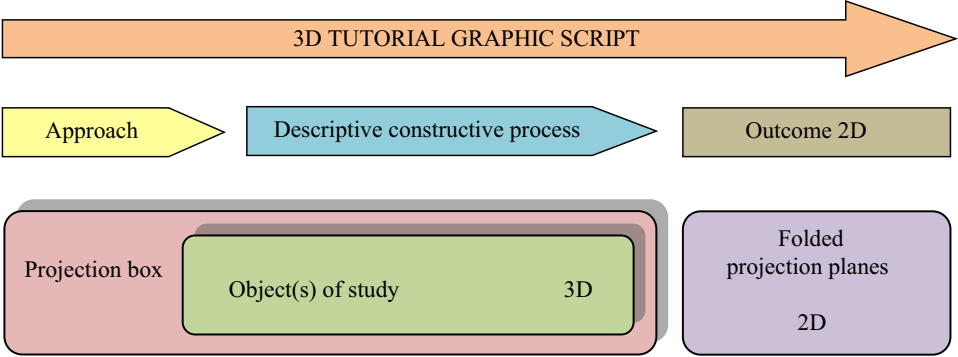 3D TUTORIAL GRAPHIC SCRIPT
Approach
Descriptive constructive process
Outcome 2D
Projection box
Object(s) of study
3D
Folded
projection planes
2D